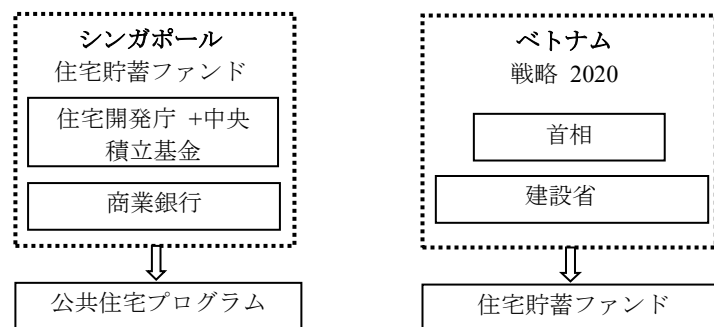 シンガポール
住宅貯蓄ファンド
住宅開発庁 +中央
積立基金
商業銀行
公共住宅プログラム
ベトナム
戦略 2020
首相
建設省
住宅貯蓄ファンド